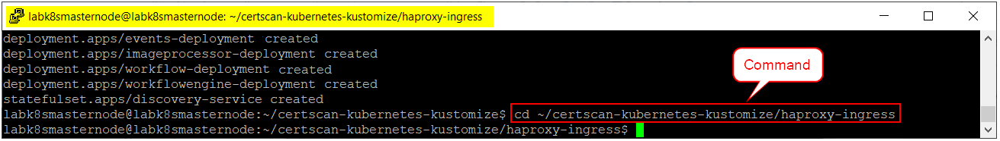 labk8smasternode@labk8smasternode: ~/certscan-kubernetes-kustomize/haproxy-ingress
deployment.apps/events-deployment created
deployment.apps/imageprocessor-deployment created
deployment.apps/workflow-deployment created
deployment.apps/workflowengine-deployment created
statefulset.apps/discovery-service created
Command
labk8smasternode@labk8smasternode:~/certscan-kubernetes-kustomize$ cd ~/certscan-kubernetes-kustomize/haproxy-ingress
labk8smasternode@labk8smasternode:~/certscan-kubernetes-kustomize/haproxy-ingress$